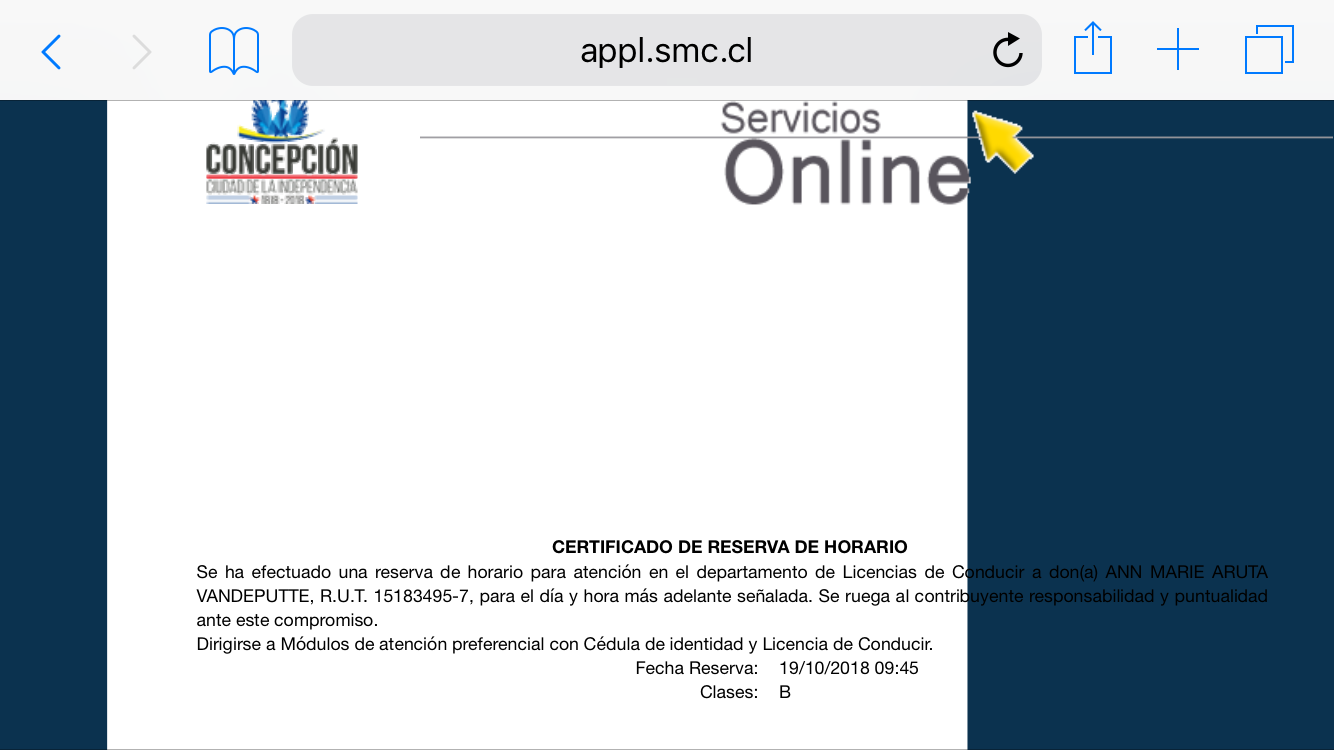 appl.smc.cl
Servicios
Online
CONCEPCIÓN
CIUDAD DE LA INDEPENDENCIA
1818 - 2018
CERTIFICADO DE RESERVA DE HORARIO
Se ha efectuado una reserva de horario para atención en el departamento de Licencias de Conducir a don(a) ANN MARIE ARUTA
VANDEPUTTE, R.U.T. 15183495-7, para el día y hora más adelante señalada. Se ruega al contribuyente responsabilidad y puntualidad
ante este compromiso.
Dirigirse a Módulos de atención preferencial con Cédula de identidad y Licencia de Conducir.
Fecha Reserva: 19/10/2018 09:45
Clases: B